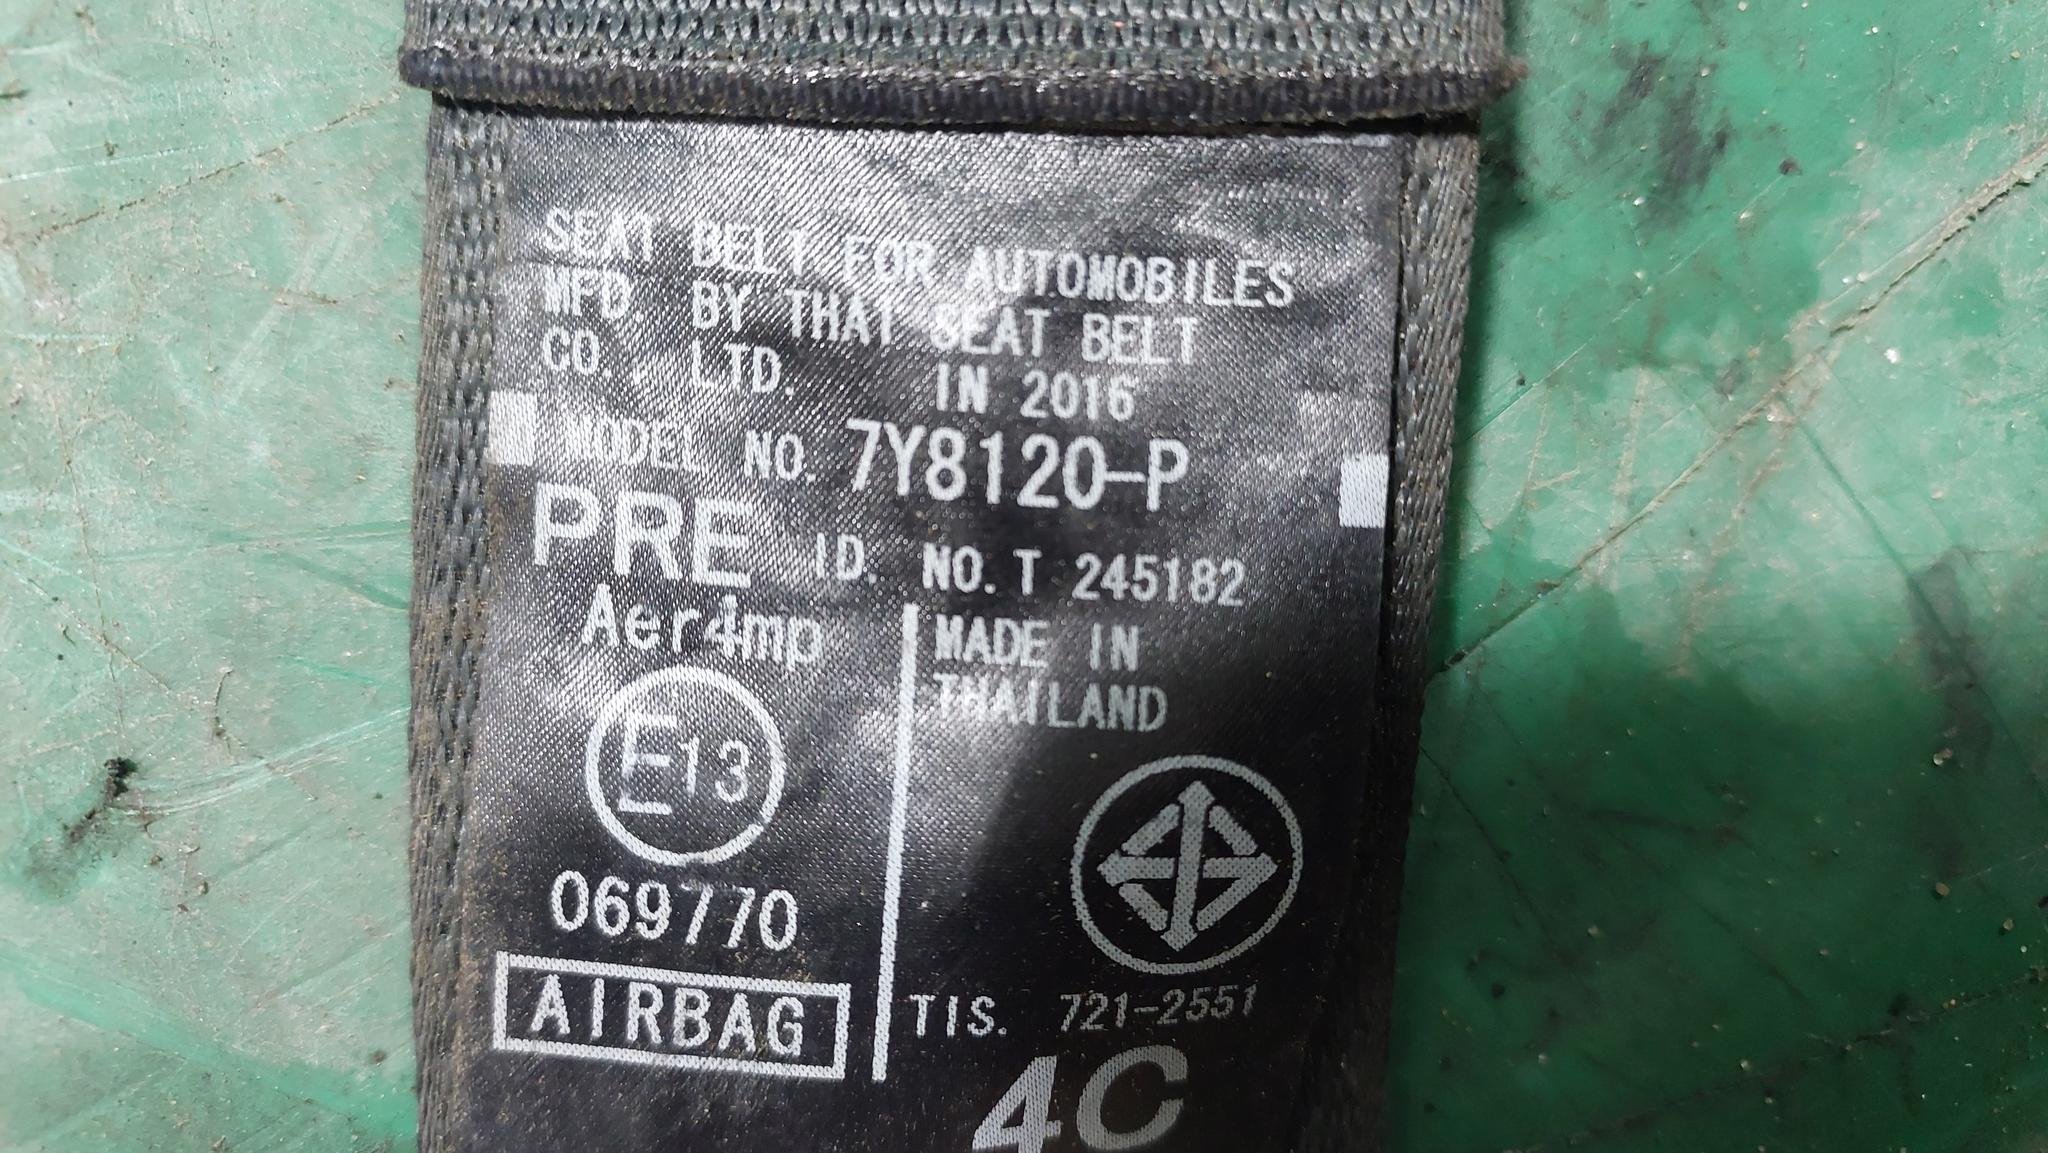 SEAT BELT FOR AUTOMOBILES
MFD. BY THAI SEAT BELT
CO., LTD. IN 2016
MODEL NO. 7Y8120-P
PRE ID. NO. T 245182
Aer4mp
MADE IN
THAILAND
E13
069770
AIRBAG
TIS. 721-2551
4C